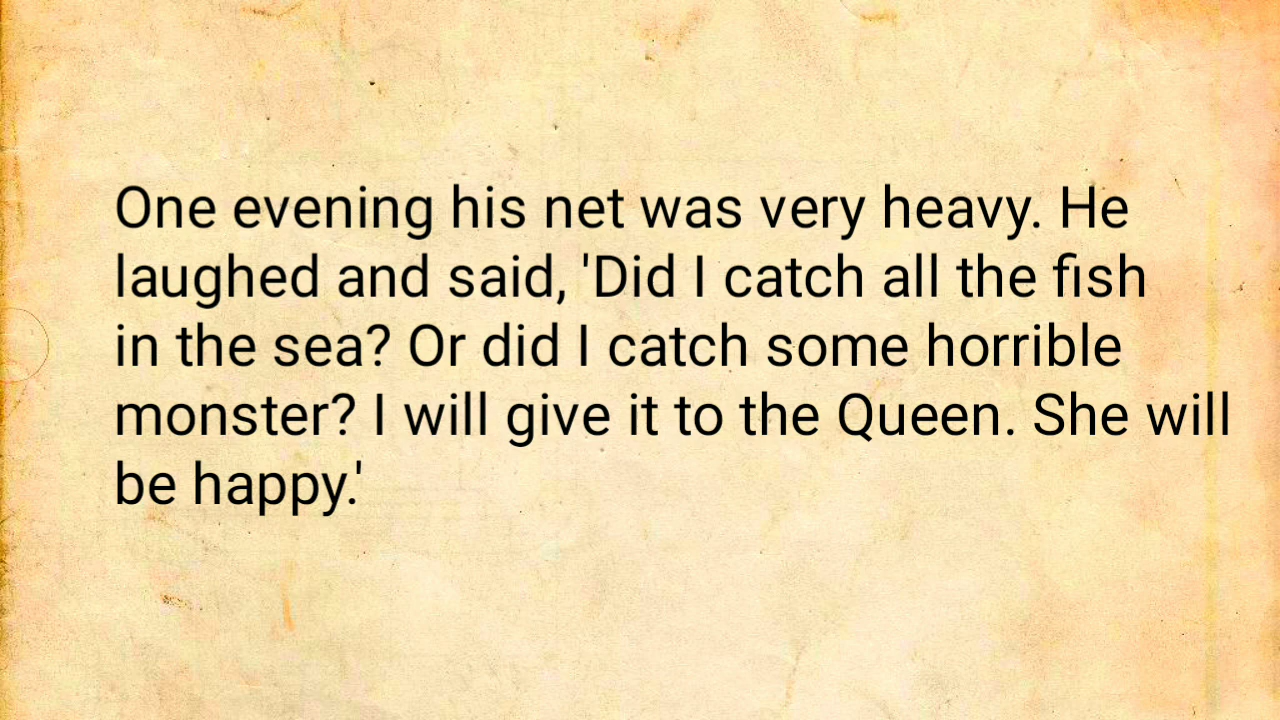 One evening his net was very heavy. He
laughed and said, 'Did I catch all the fish
in the sea? Or did I catch some horrible
monster? I will give it to the Queen. She will
be happy.'